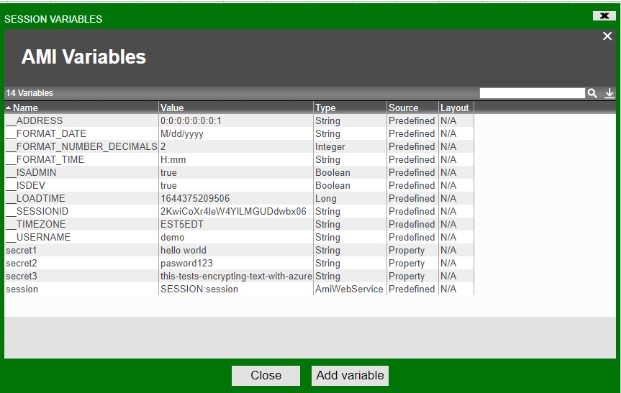 SESSION VARIABLES
AMI Variables
14 Variables
Name Value Type Source Layout
__ADDRESS 0:0:0:0:0:0:0:1 String Predefined N/A
__FORMAT_DATE M/dd/yyyy String Predefined N/A
__FORMAT_NUMBER_DECIMALS 2 Integer Predefined N/A
__FORMAT_TIME H:mm String Predefined N/A
__ISADMIN true Boolean Predefined N/A
__ISDEV true Boolean Predefined N/A
__LOADTIME 1644375209506 Long Predefined N/A
__SESSIONID String Predefined N/A
__TIMEZONE EST5EDT String Predefined N/A
__USERNAME demo String Predefined N/A
secret1 hello world String Property N/A
secret2 pasword123 String Property N/A
secret3 this-tests-encrypting-text-with-azure String Property N/A
session SESSION:session AmiWebService Predefined N/A
Close Add variable